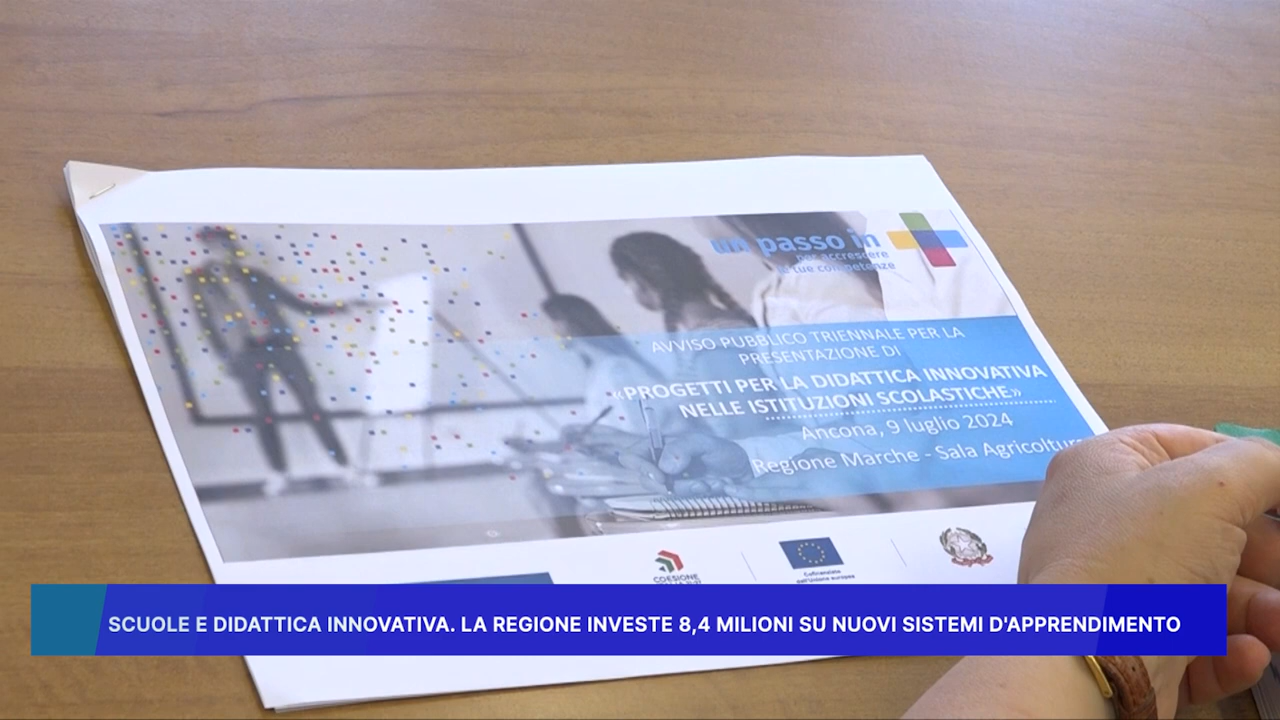 un passo in
per accrescere
le tue competenze
AVVISO PUBBLICO TRIENNALE PER LA
PRESENTAZIONE DI
«PROGETTI PER LA DIDATTICA INNOVATIVA
NELLE ISTITUZIONI SCOLASTICHE»
Ancona, 9 luglio 2024
Regione Marche - Sala Agricoltura
COESIONE
Cofinanziato
dall'Unione europea
SCUOLE E DIDATTICA INNOVATIVA. LA REGIONE INVESTE 8,4 MILIONI SU NUOVI SISTEMI D'APPRENDIMENTO